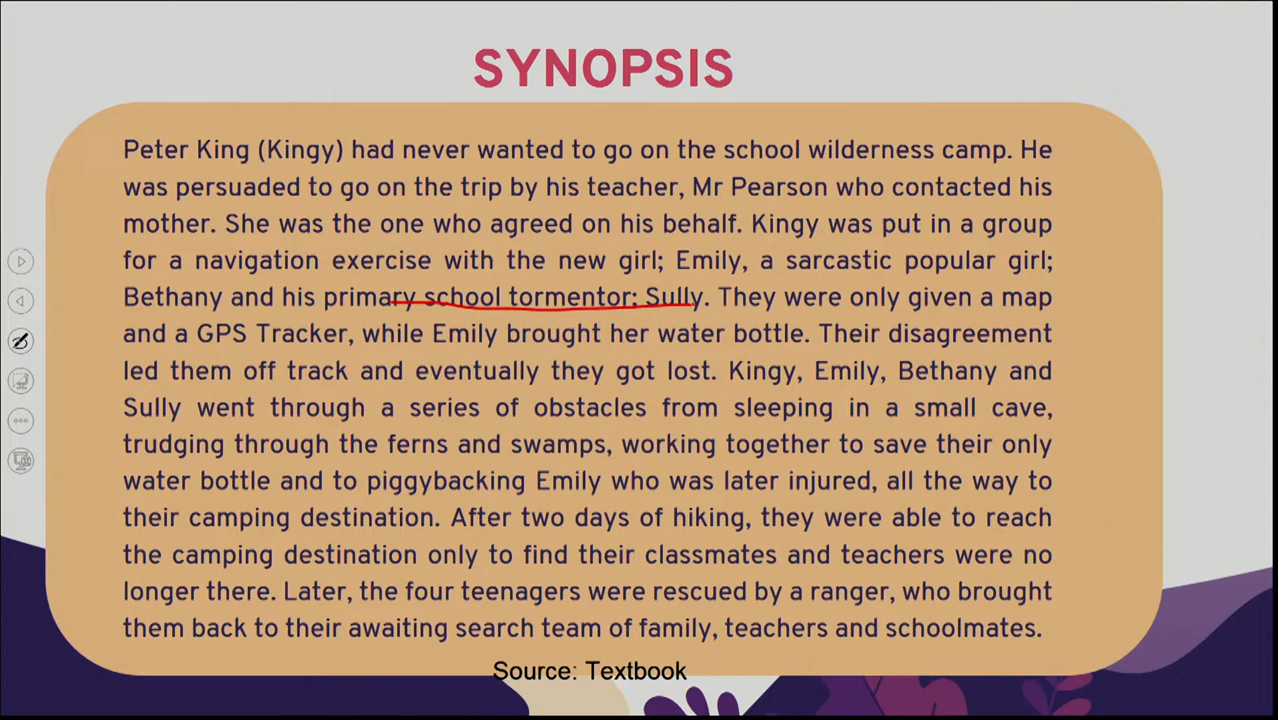 SYNOPSIS
Peter King (Kingy) had never wanted to go on the school wilderness camp. He
was persuaded to go on the trip by his teacher, Mr Pearson who contacted his
mother. She was the one who agreed on his behalf. Kingy was put in a group
for a navigation exercise with the new girl; Emily, a sarcastic popular girl;
Bethany and his primary school tormentor; Sully. They were only given a map
and a GPS Tracker, while Emily brought her water bottle. Their disagreement
led them off track and eventually they got lost. Kingy, Emily, Bethany and
Sully went through a series of obstacles from sleeping in a small cave,
trudging through the ferns and swamps, working together to save their only
water bottle and to piggybacking Emily who was later injured, all the way to
their camping destination. After two days of hiking, they were able to reach
the camping destination only to find their classmates and teachers were no
longer there. Later, the four teenagers were rescued by a ranger, who brought
them back to their awaiting search team of family, teachers and schoolmates.
Source: Textbook